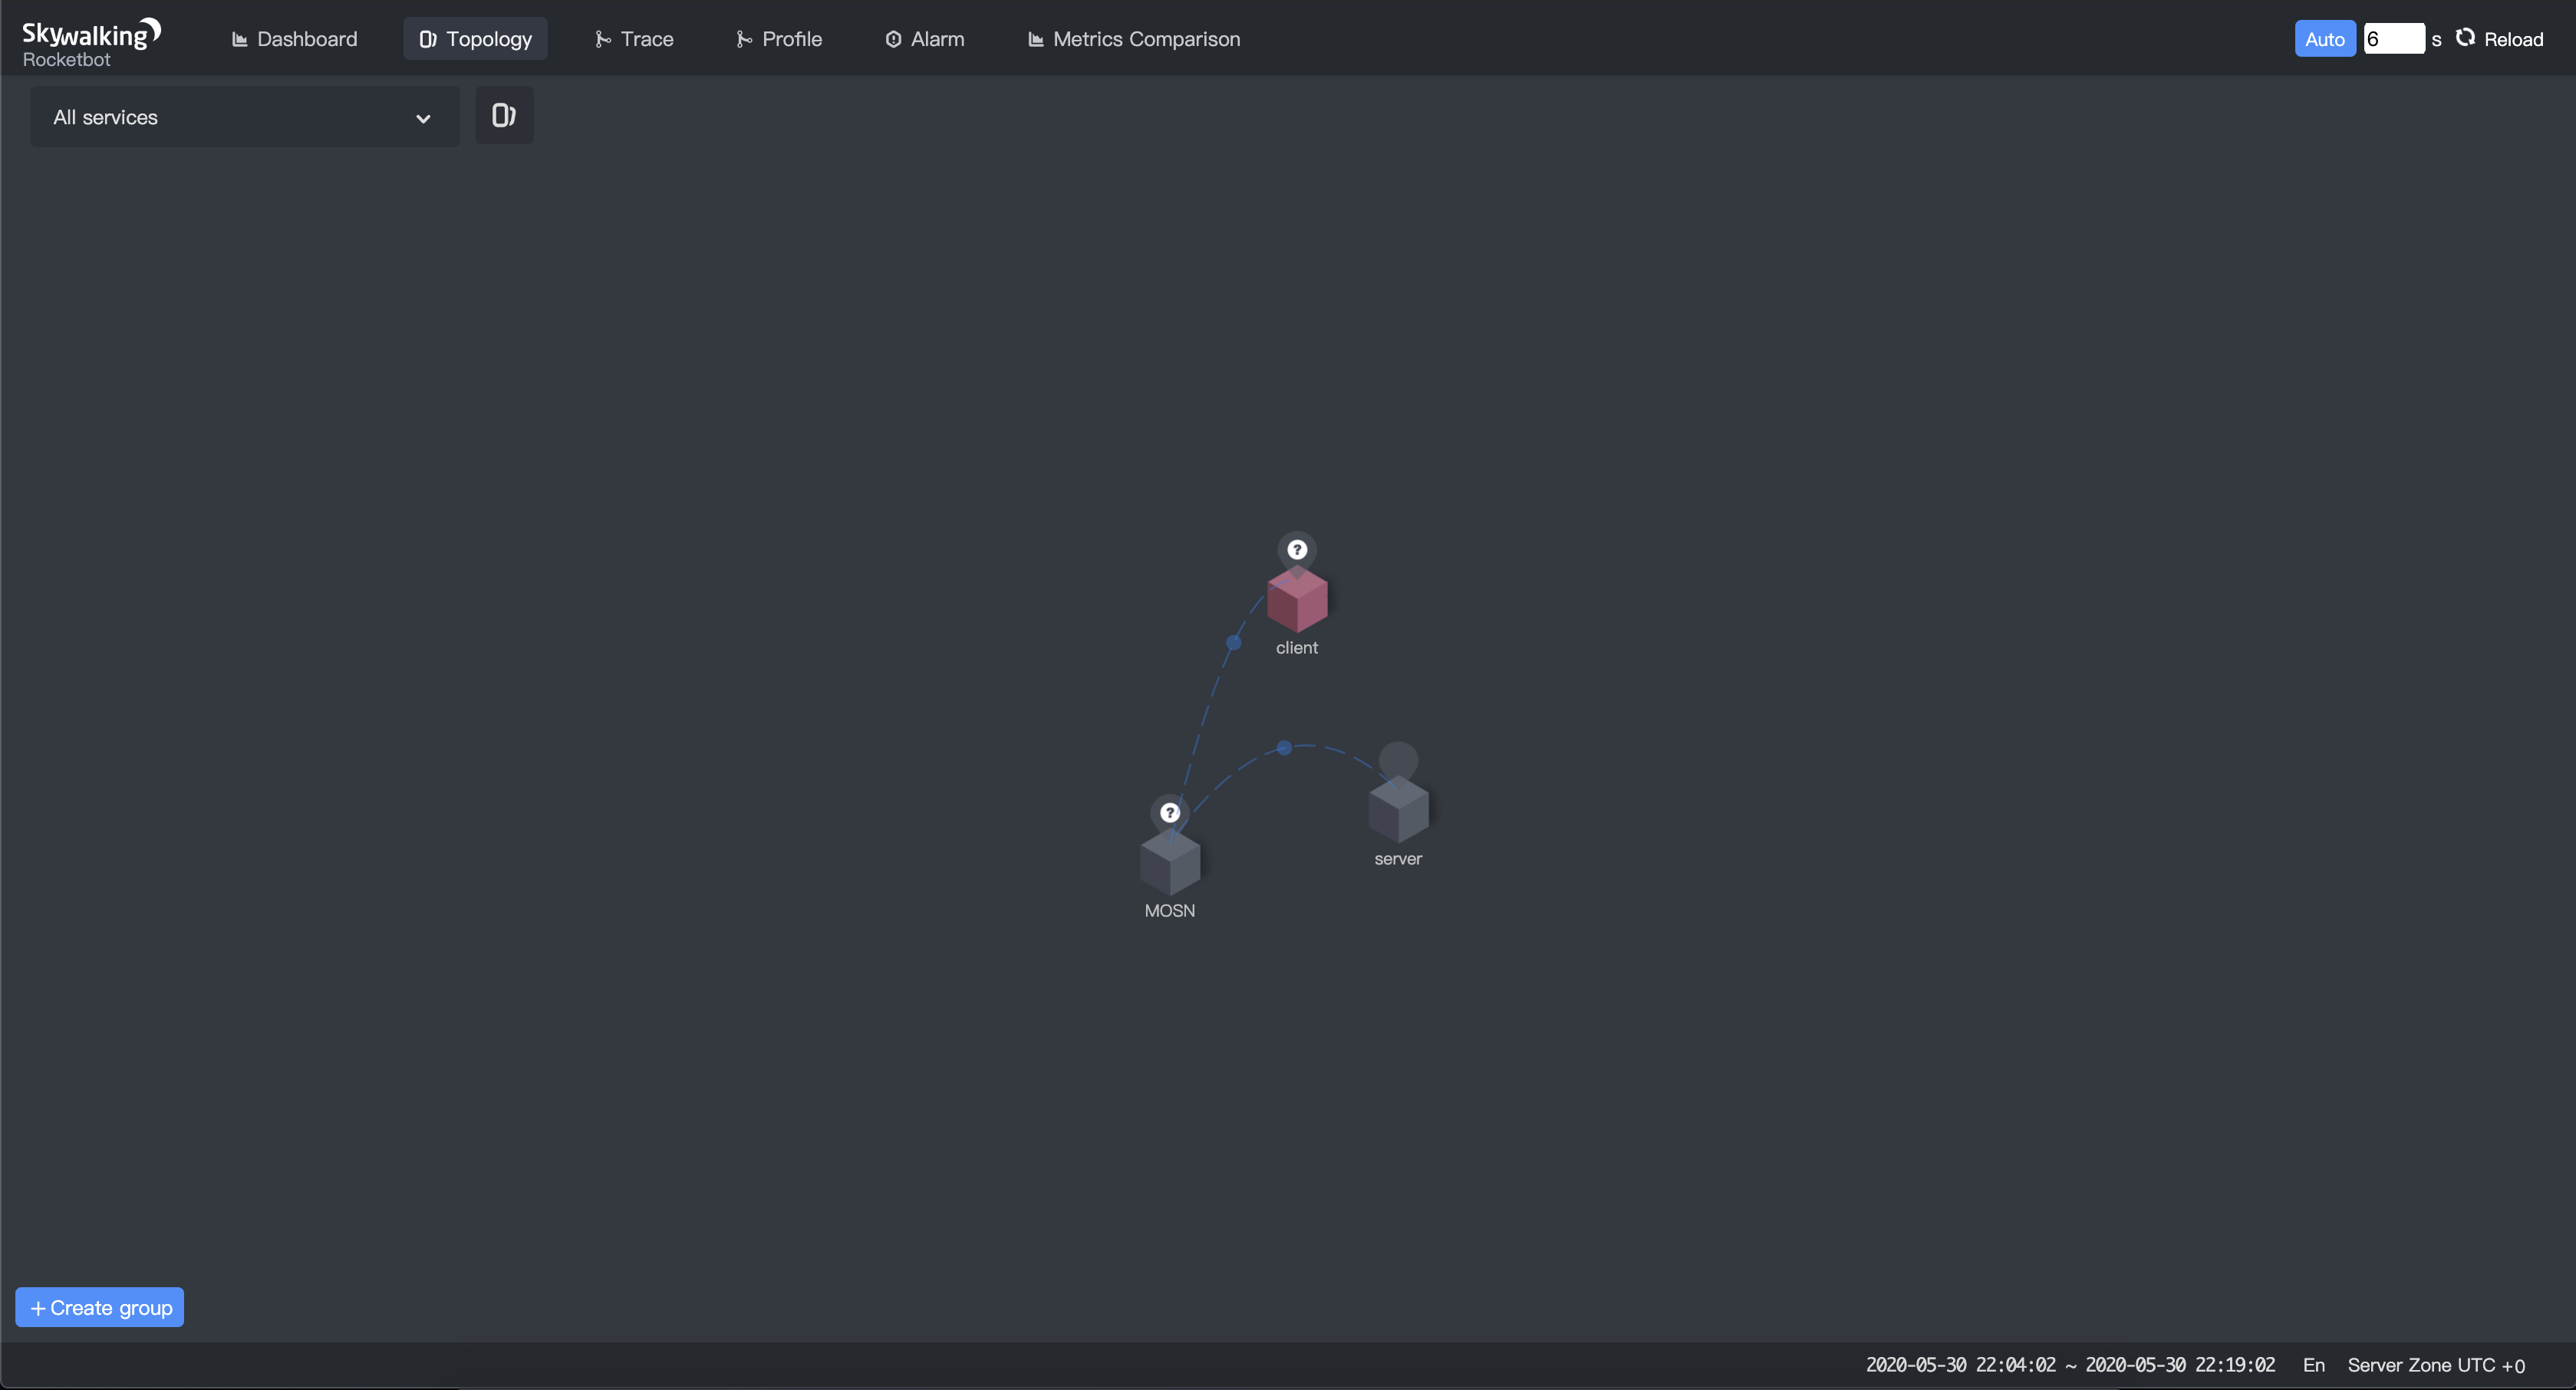 Skywalking
Rocketbot
Dashboard
Topology
Trace
Profile
Alarm
Metrics Comparison
Auto
6
s
Reload
All services
?
client
server
?
MOSN
+ Create group
2020-05-30 22:04:02 ~ 2020-05-30 22:19:02
En
Server Zone UTC +0